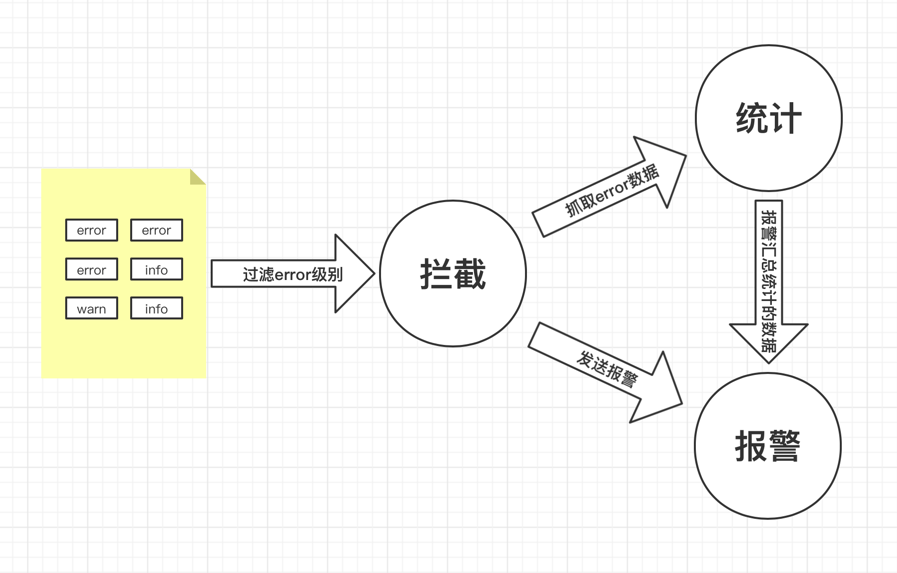 error
error
error
info
warn
info
过滤error级别
拦截
抓取error数据
发送报警
统计
报警汇总统计的数据
报警